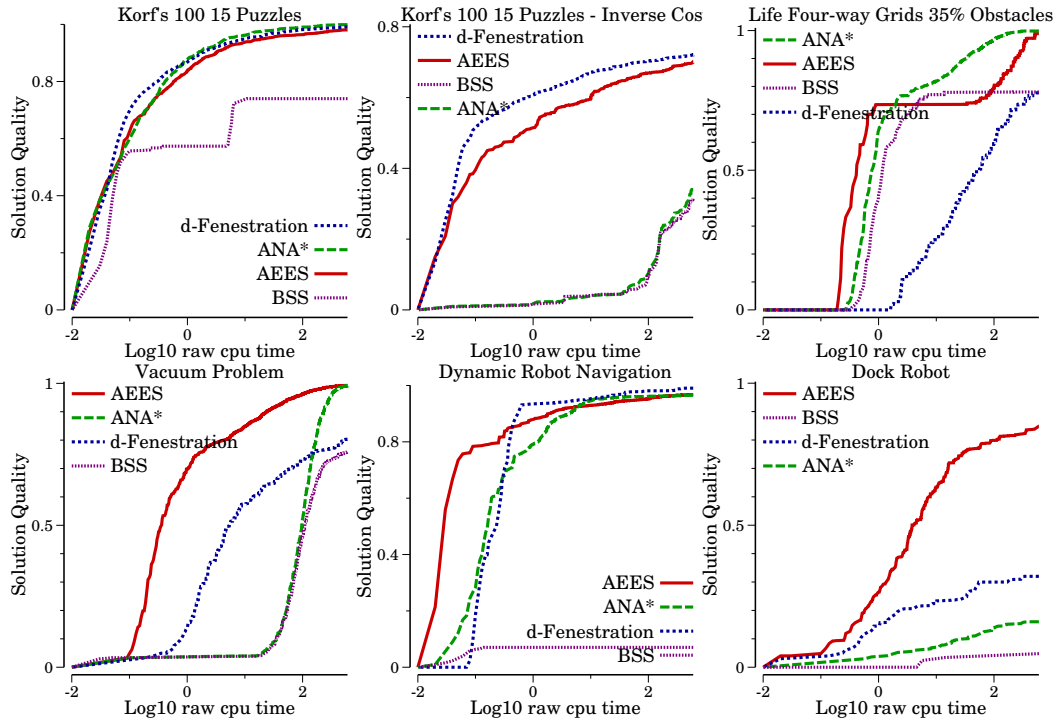 Korf's 100 15 Puzzles
Solution Quality
0.8
0.4
0
d-Fenestration
ANA*
AEES
BSS
-2
0
2
Log10 raw cpu time
Korf's 100 15 Puzzles - Inverse Cos
Solution Quality
0.8
0.4
0
d-Fenestration
AEES
BSS
ANA*
-2
0
2
Log10 raw cpu time
Life Four-way Grids 35% Obstacles
Solution Quality
1
0.5
0
ANA*
AEES
BSS
d-Fenestration
-2
0
2
Log10 raw cpu time
Vacuum Problem
Solution Quality
1
0.5
0
AEES
ANA*
d-Fenestration
BSS
-2
0
2
Log10 raw cpu time
Dynamic Robot Navigation
Solution Quality
0.8
0.4
0
AEES
ANA*
d-Fenestration
BSS
-2
0
2
Log10 raw cpu time
Dock Robot
Solution Quality
1
0.5
0
AEES
BSS
d-Fenestration
ANA*
-2
0
2
Log10 raw cpu time